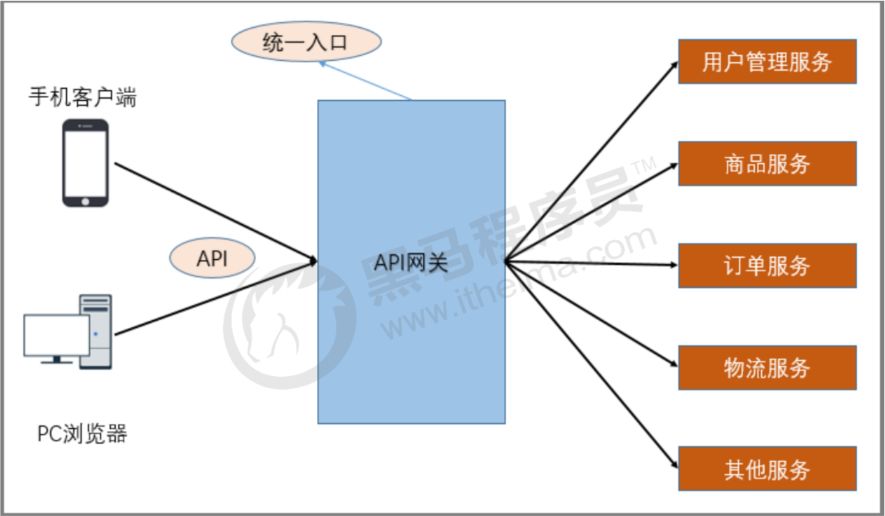 统一入口
手机客户端
API
PC浏览器
API网关
用户管理服务
商品服务
订单服务
物流服务
其他服务
黑马程序员™
www.itheima.com